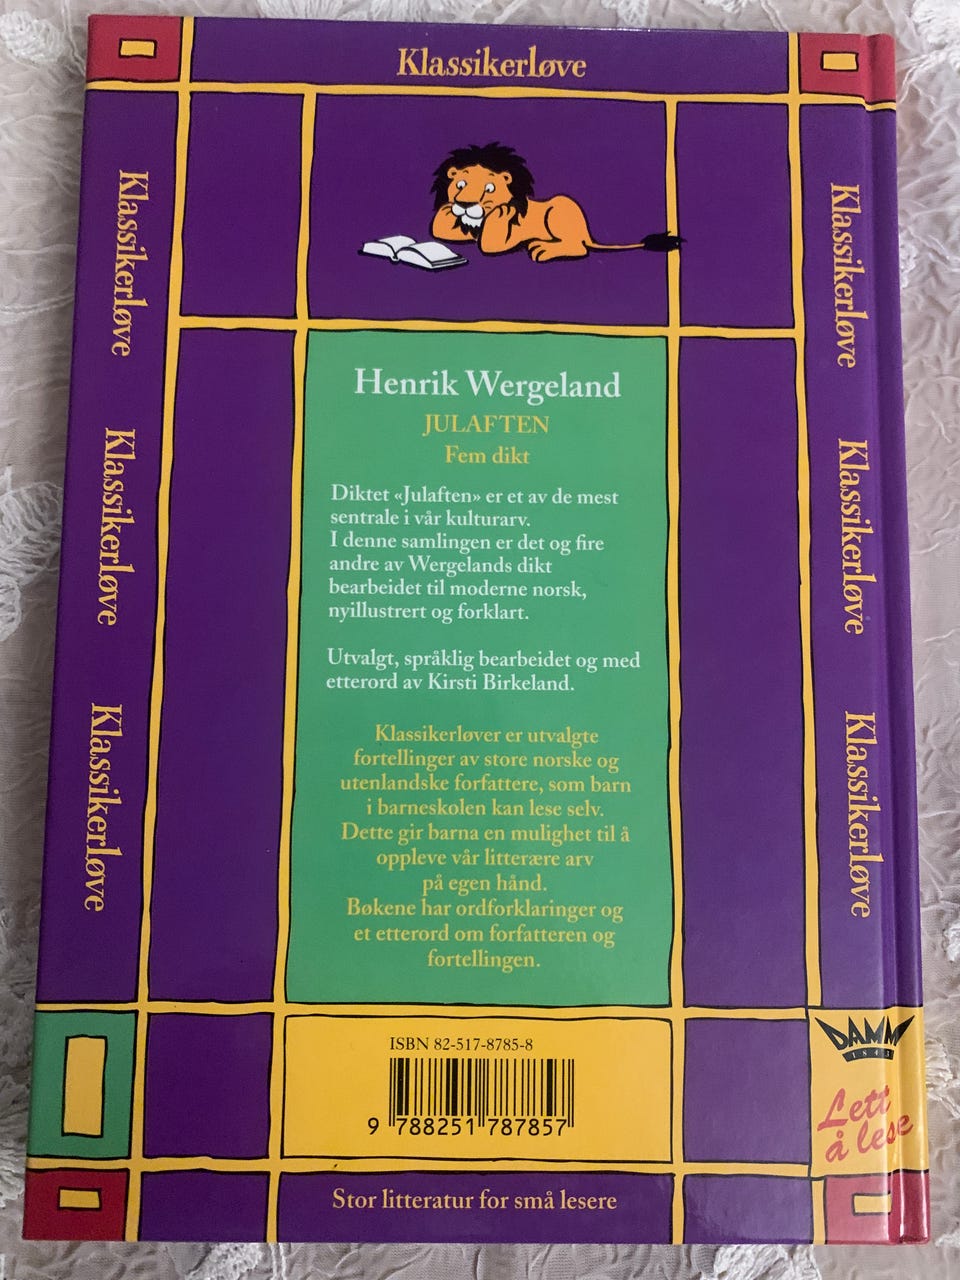 Klassikerløve
Klassikerløve
Klassikerløve
Klassikerløve
Klassikerløve
Klassikerløve
Klassikerløve
Henrik Wergeland
JULAFTEN
Fem dikt
Diktet «Julaften» er et av de mest
sentrale i vår kulturarv.
I denne samlingen er det og fire
andre av Wergelands dikt
bearbeidet til moderne norsk,
nyillustrert og forklart.
Utvalgt, språklig bearbeidet og med
etterord av Kirsti Birkeland.
Klassikerløver er utvalgte
fortellinger av store norske og
utenlandske forfattere, som barn
i barneskolen kan lese selv.
Dette gir barna en mulighet til å
oppleve vår litterære arv
på egen hånd.
Bøkene har ordforklaringer og
et etterord om forfatteren og
fortellingen.
ISBN 82-517-8785-8
9 788251 787857
DAMM
1843
Lett
å lese
Stor litteratur for små lesere